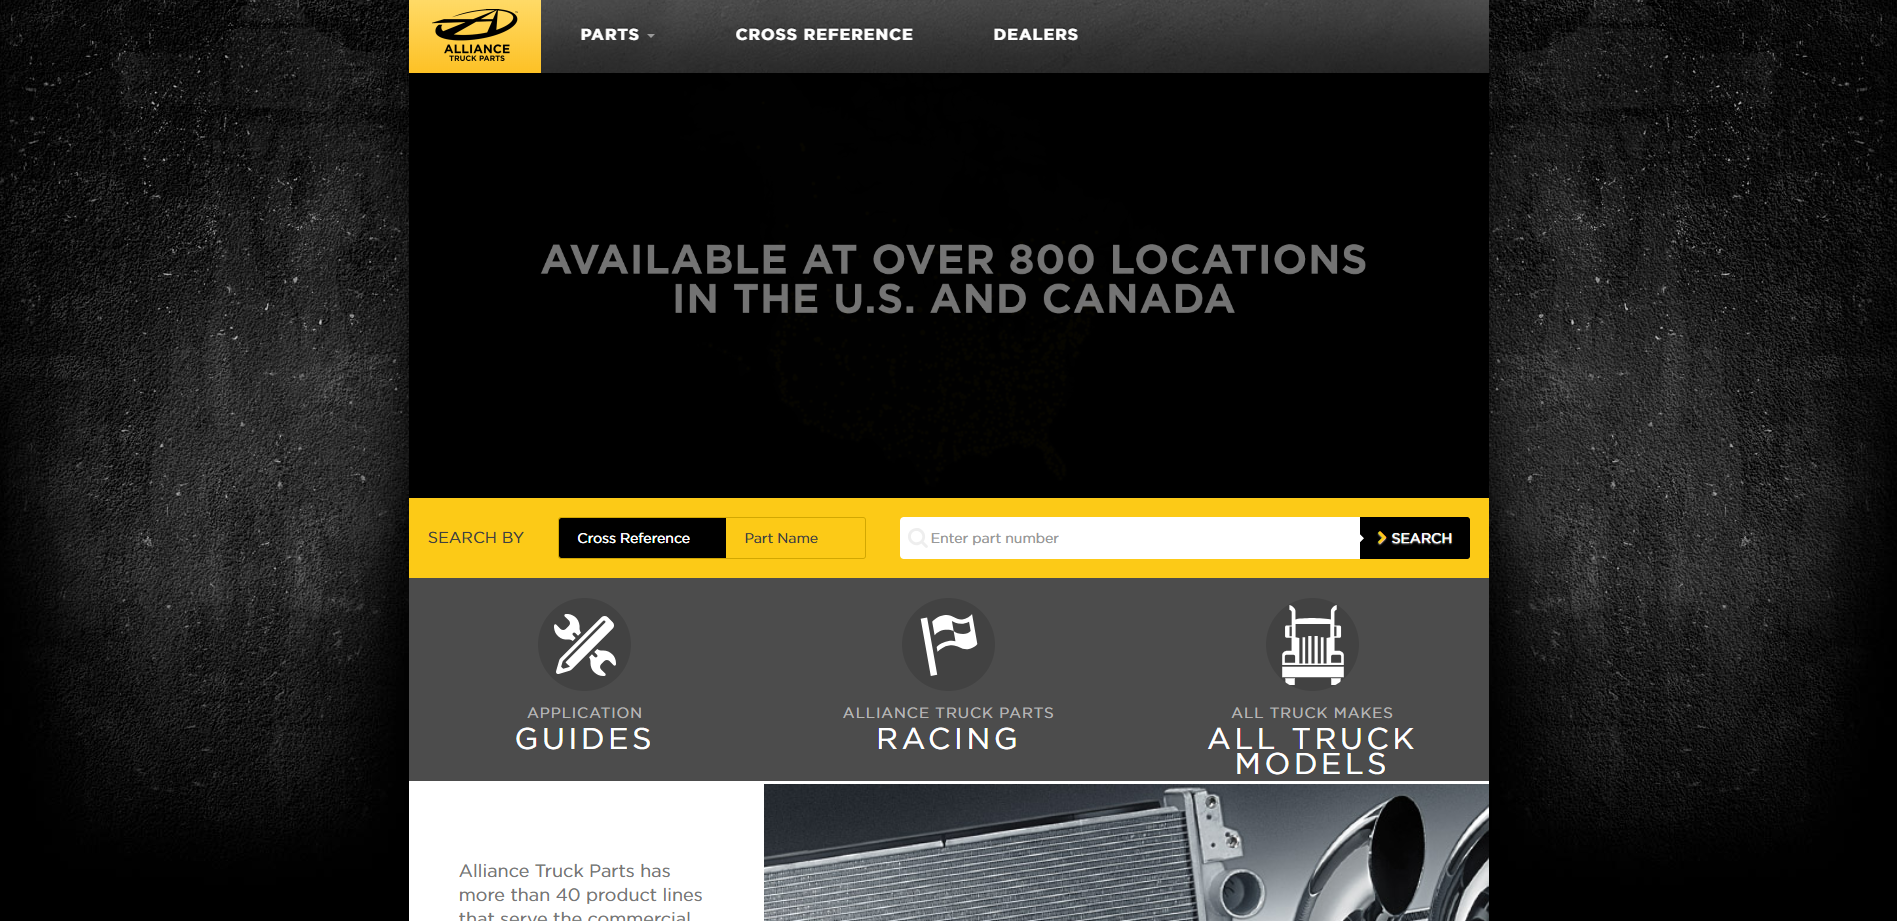 ALLIANCE
TRUCK PARTS
PARTS
CROSS REFERENCE
DEALERS
AVAILABLE AT OVER 800 LOCATIONS
IN THE U.S. AND CANADA
SEARCH BY
Cross Reference
Part Name
Enter part number
SEARCH
APPLICATION
GUIDES
ALLIANCE TRUCK PARTS
RACING
ALL TRUCK MAKES
ALL TRUCK
MODELS
Alliance Truck Parts has
more than 40 product lines
that serve the commercial